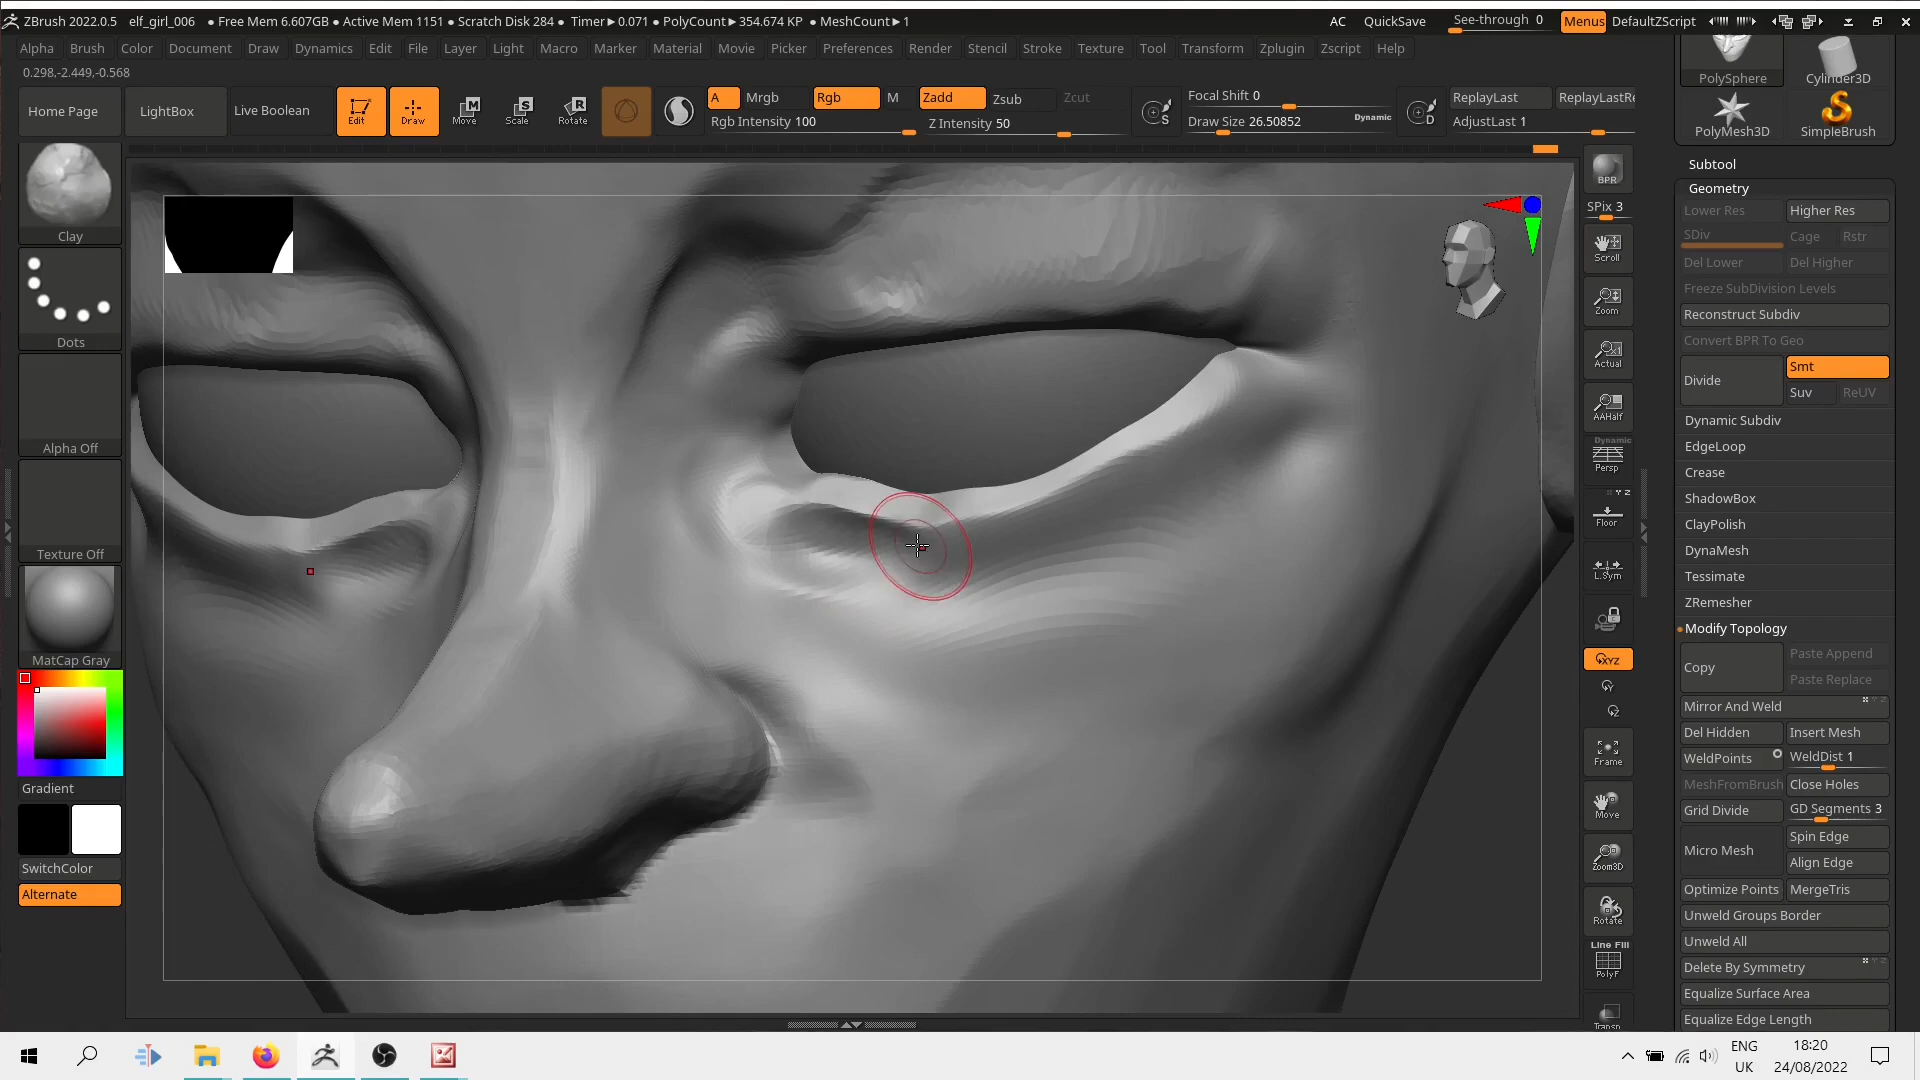 ZBrush 2022.0.5 elf_girl_006 ● Free Mem 6.607GB ● Active Mem 1151 ● Scratch Disk 284 ● Timer▶0.071 ● PolyCount▶354.674 KP ● MeshCount▶1 AC QuickSave See-through 0 Menus DefaultZScript
Alpha Brush Color Document Draw Dynamics Edit File Layer Light Macro Marker Material Movie Picker Preferences Render Stencil Stroke Texture Tool Transform Zplugin Zscript Help
0.298,-2.449,-0.568
Home Page LightBox Live Boolean Edit Draw Move Scale Rotate
M S R
A Mrgb Rgb M Zadd Zsub Zcut
Rgb Intensity 100 Z Intensity 50
S Focal Shift 0
Draw Size 26.50852 Dynamic
D ReplayLast ReplayLastRe
AdjustLast 1
Clay
Dots
Alpha Off
Texture Off
MatCap Gray
Gradient
SwitchColor
Alternate
BPR
SPix 3
Scroll
Zoom
Actual
AAHalf
Dynamic
Persp
Floor
L.Sym
XYZ
Y
Z
Frame
Move
Zoom3D
Rotate
Line Fill
PolyF
Transp
PolySphere Cylinder3D
PolyMesh3D SimpleBrush
Subtool
Geometry
Lower Res Higher Res
SDiv Cage Rstr
Del Lower Del Higher
Freeze SubDivision Levels
Reconstruct Subdiv
Convert BPR To Geo
Divide Smt
Suv ReUV
Dynamic Subdiv
EdgeLoop
Crease
ShadowBox
ClayPolish
DynaMesh
Tessimate
ZRemesher
Modify Topology
Copy Paste Append
Paste Replace
Mirror And Weld
Del Hidden Insert Mesh
WeldPoints WeldDist 1
MeshFromBrush Close Holes
Grid Divide GD Segments 3
Micro Mesh Spin Edge
Align Edge
Optimize Points MergeTris
Unweld Groups Border
Unweld All
Delete By Symmetry
Equalize Surface Area
Equalize Edge Length
ENG
UK
18:20
24/08/2022